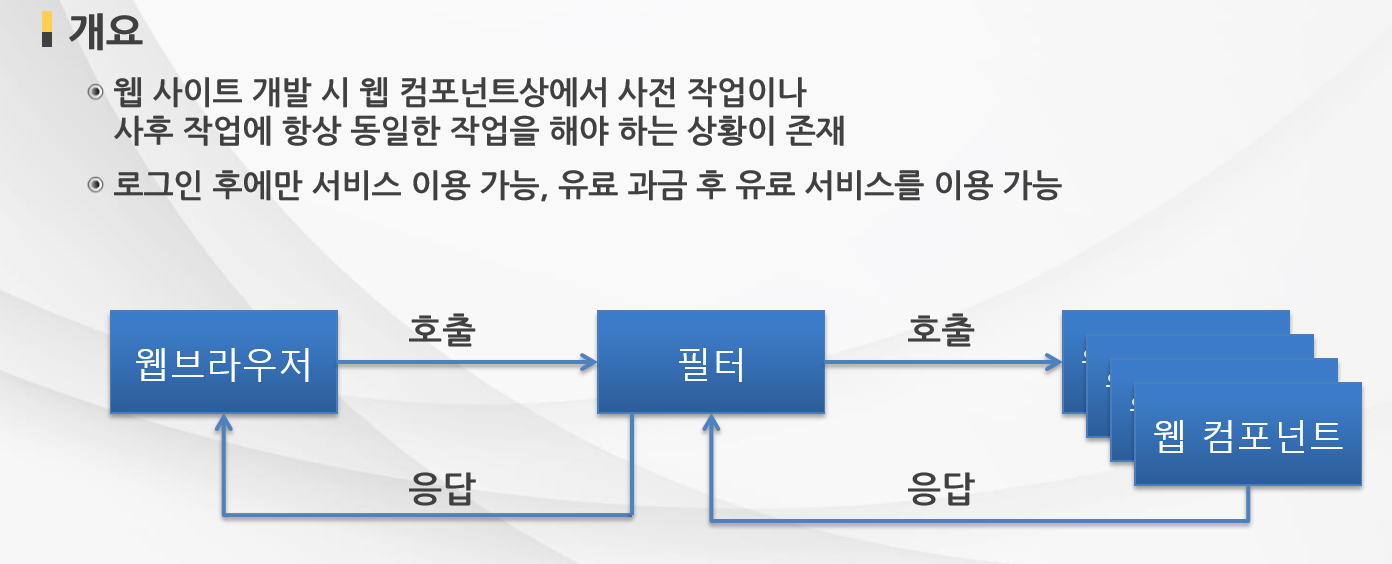 개요
웹 사이트 개발 시 웹 컴포넌트상에서 사전 작업이나
사후 작업에 항상 동일한 작업을 해야 하는 상황이 존재
로그인 후에만 서비스 이용 가능, 유료 과금 후 유료 서비스를 이용 가능
호출
호출
웹브라우저
필터
웹 컴포넌트
응답
응답